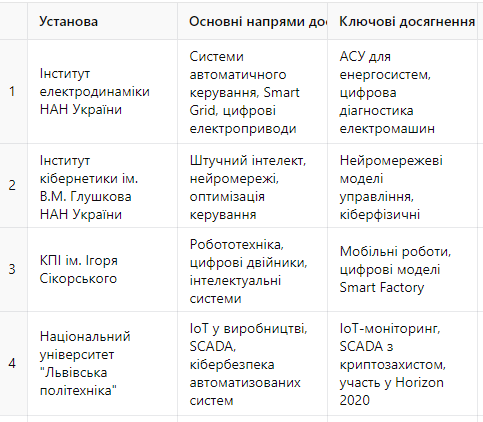 Установа
Основні напрями дос
Ключові досягнення
1
Інститут
електродинаміки
НАН України
Системи
автоматичного
керування, Smart
Grid, цифрові
електроприводи
АСУ для
енергосистем,
цифрова
діагностика
електромашин
2
Інститут
кібернетики ім.
В.М. Глушкова
НАН України
Штучний інтелект,
нейромережі,
оптимізація
керування
Нейромережеві
моделі
управління,
кіберфізичні
3
КПІ ім. Ігоря
Сікорського
Робототехніка,
цифрові двійники,
інтелектуальні
системи
Мобільні роботи,
цифрові моделі
Smart Factory
4
Національний
університет
"Львівська
політехніка"
IoT у виробництві,
SCADA,
кібербезпека
автоматизованих
систем
IoT-моніторинг,
SCADA з
криптозахистом,
участь у Horizon
2020